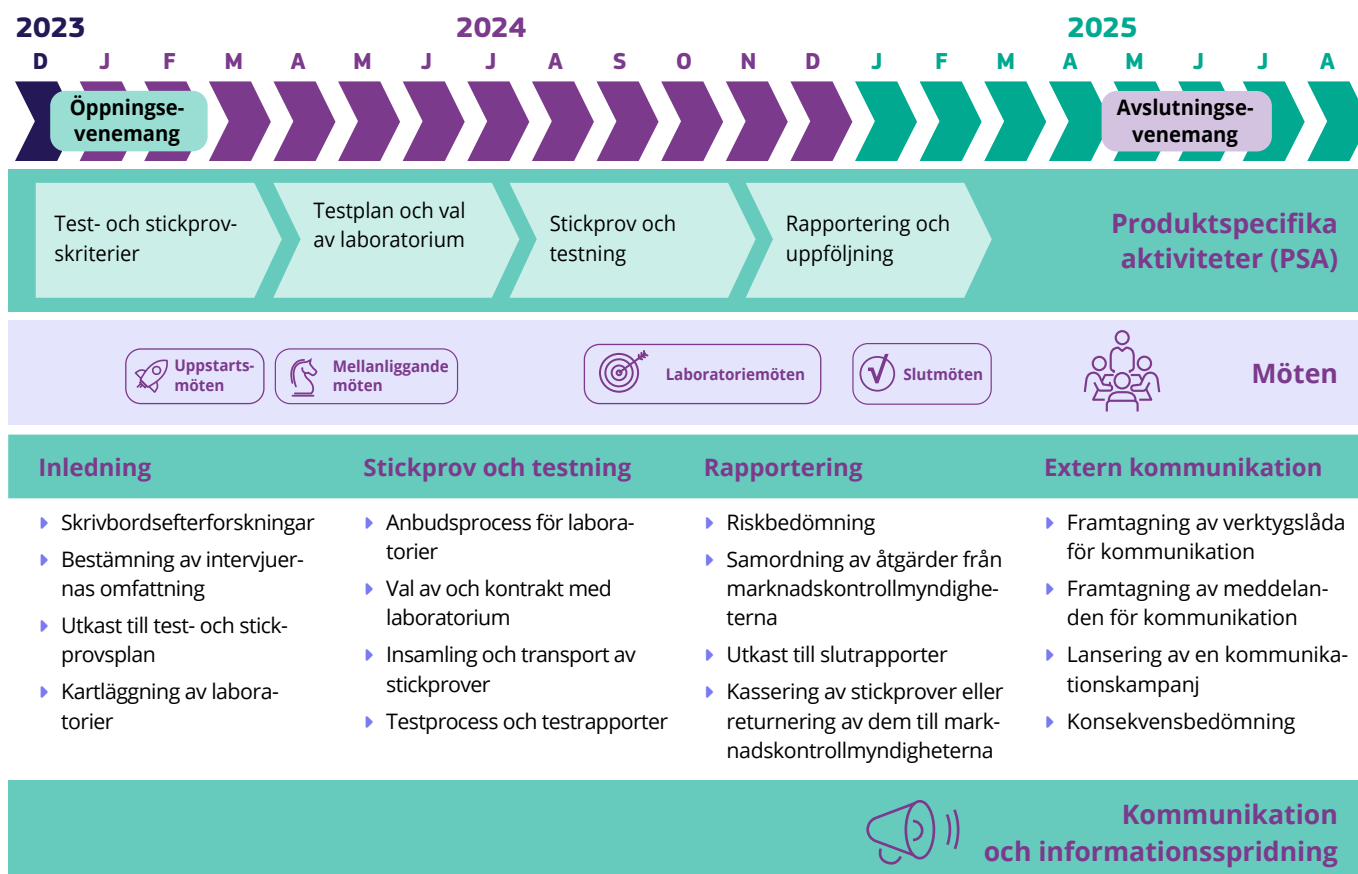 2023
2024
2025
D J F M A M J J A S O N D J F M A M J J A
Öppningse-
venemang
Avslutningse-
venemang
Test- och stickprov-
skriterier
Testplan och val
av laboratorium
Stickprov och
testning
Rapportering och
uppföljning
Produktspecifika
aktiviteter (PSA)
Uppstarts-
möten
Mellanliggande
möten
Laboratoriemöten
Slutmöten
Möten
Inledning
Skrivbordsefterforskningar
Bestämning av intervjuer-
nas omfattning
Utkast till test- och stick-
provsplan
Kartläggning av labora-
torier
Stickprov och testning
Anbudsprocess för labora-
torier
Val av och kontrakt med
laboratorium
Insamling och transport av
stickprover
Testprocess och testrapporter
Rapportering
Riskbedömning
Samordning av åtgärder från
marknadskontrollmyndighe-
terna
Utkast till slutrapporter
Kassering av stickprover eller
returnering av dem till mark-
nadskontrollmyndigheterna
Extern kommunikation
Framtagning av verktygslåda
för kommunikation
Framtagning av meddelan-
den för kommunikation
Lansering av en kommunika-
tionskampanj
Konsekvensbedömning
Kommunikation
och informationsspridning